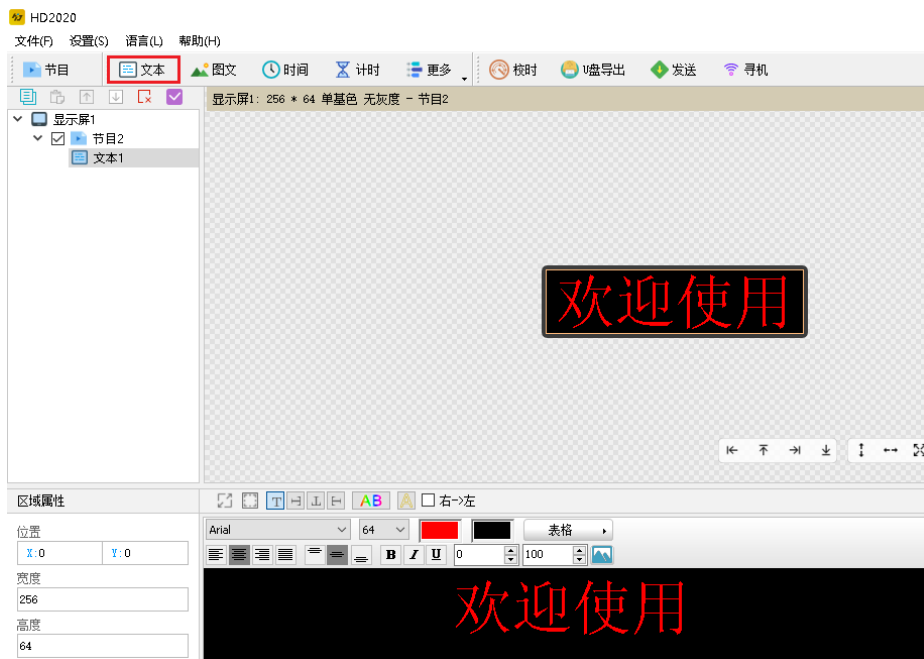 HD2020
文件(F) 设置(S) 语言(L) 帮助(H)
节目 文本 图文 时间 计时 更多 校时 U盘导出 发送 寻机
显示屏1: 256 * 64 单基色 无灰度 - 节目2
显示屏1
节目2
文本1
欢迎使用
区域属性
T T T T AB A 右->左
位置
X:0 Y:0
Arial 64 表格
B I U 0 100
宽度
256
高度
64
欢迎使用